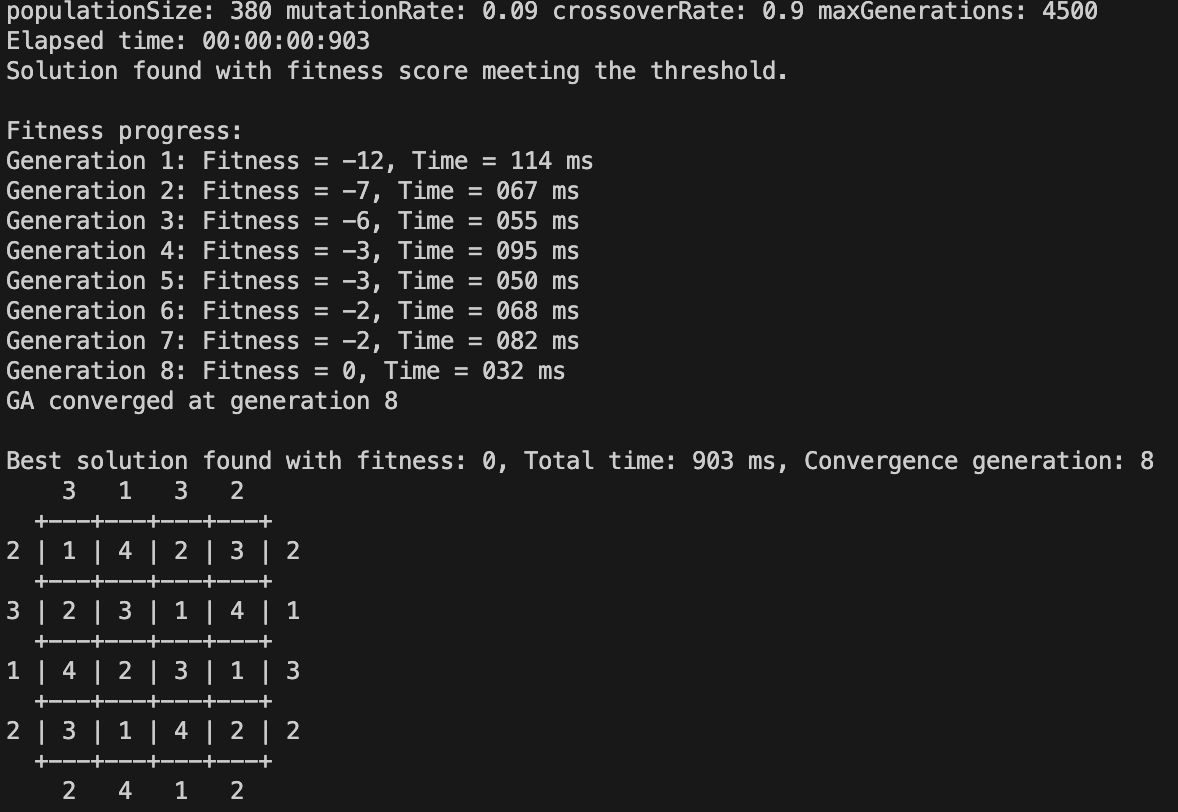 populationSize: 380 mutationRate: 0.09 crossoverRate: 0.9 maxGenerations: 4500
Elapsed time: 00:00:00:903
Solution found with fitness score meeting the threshold.

Fitness progress:
Generation 1: Fitness = -12, Time = 114 ms
Generation 2: Fitness = -7, Time = 067 ms
Generation 3: Fitness = -6, Time = 055 ms
Generation 4: Fitness = -3, Time = 095 ms
Generation 5: Fitness = -3, Time = 050 ms
Generation 6: Fitness = -2, Time = 068 ms
Generation 7: Fitness = -2, Time = 082 ms
Generation 8: Fitness = 0, Time = 032 ms
GA converged at generation 8

Best solution found with fitness: 0, Total time: 903 ms, Convergence generation: 8
    3   1   3   2
  +---+---+---+---+
2 | 1 | 4 | 2 | 3 | 2
  +---+---+---+---+
3 | 2 | 3 | 1 | 4 | 1
  +---+---+---+---+
1 | 4 | 2 | 3 | 1 | 3
  +---+---+---+---+
2 | 3 | 1 | 4 | 2 | 2
  +---+---+---+---+
    2   4   1   2